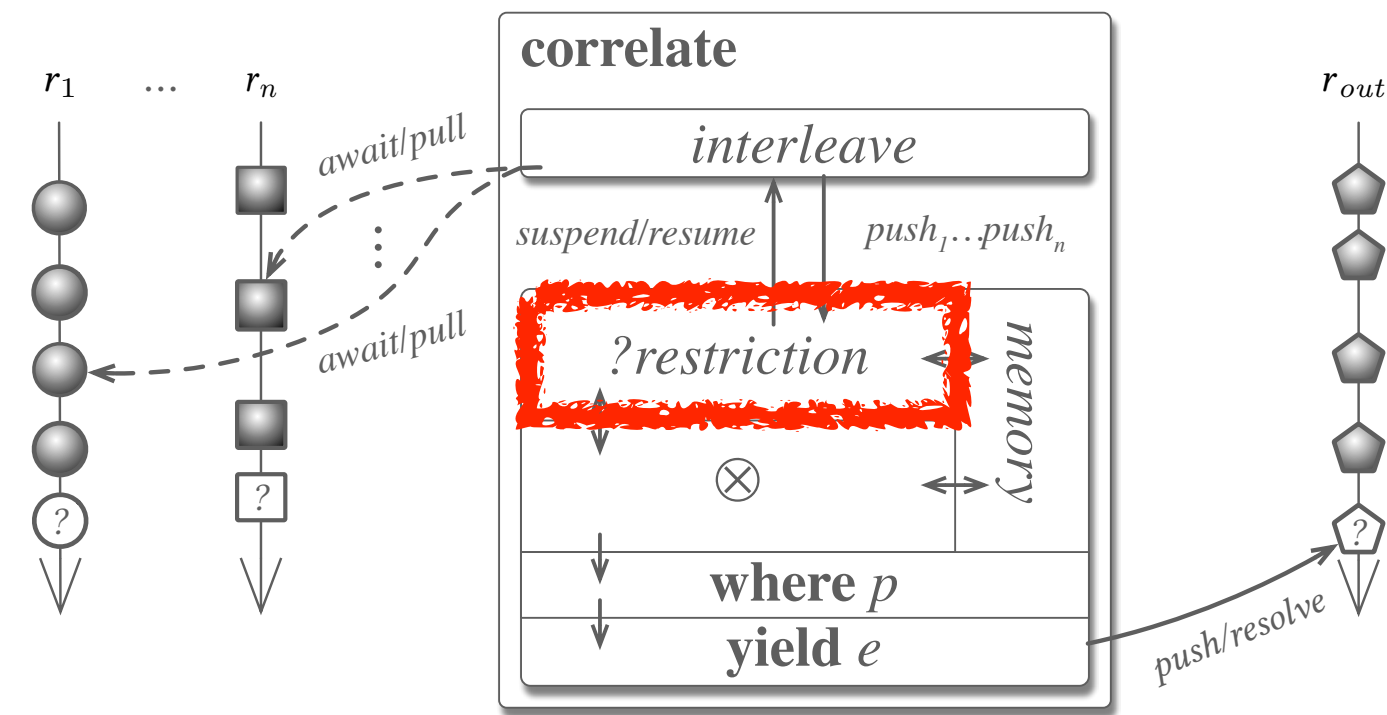 correlate
r1 ... rn
rout
interleave
await/pull
suspend/resume
push1...pushn
await/pull
?restriction
memory
⊗
?
?
?
where p
yield e
push/resolve